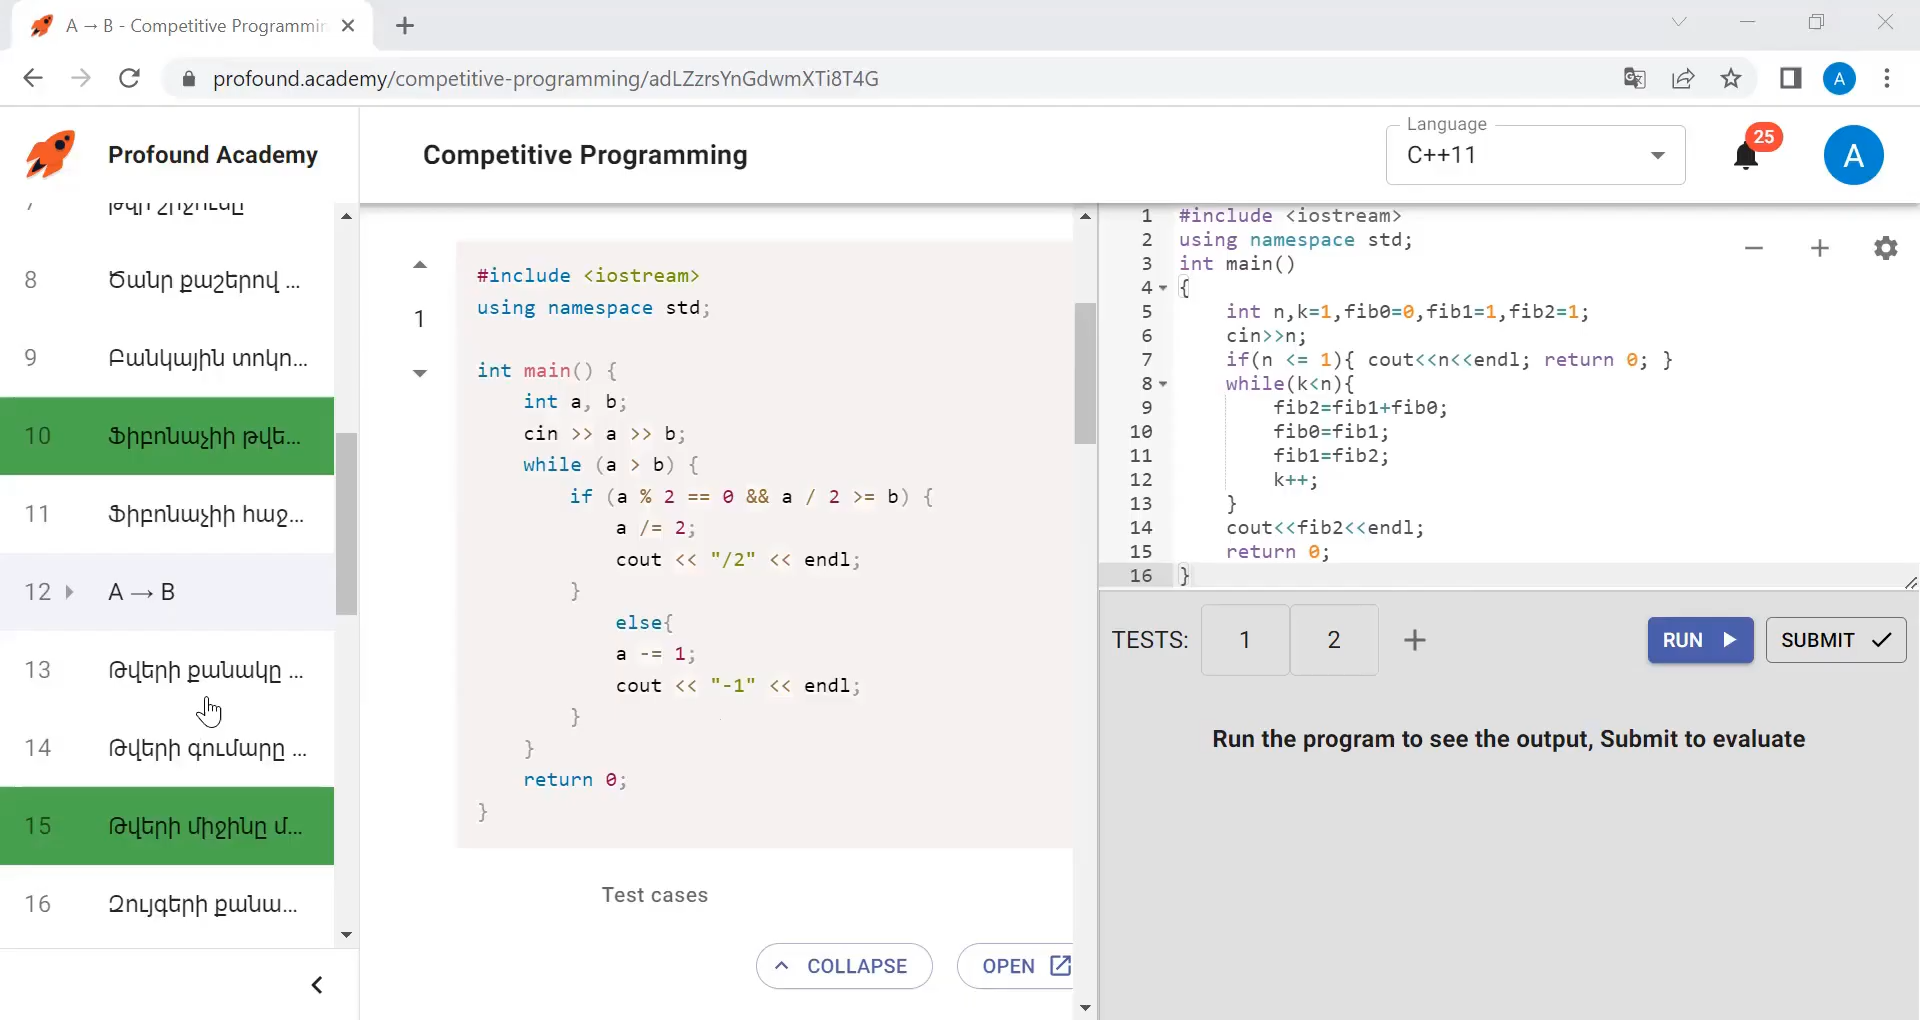 A → B - Competitive Programmin
profound.academy/competitive-programming/adLZzrsYnGdwmXTi8T4G
A
Profound Academy
Competitive Programming
Language
C++11
25
A
8 Ծանր քաշերով ...
9 Բանկային տոկո...
10 Ֆիբոնաչիի թվե...
11 Ֆիբոնաչիի հաջ...
12 A → B
13 Թվերի քանակը ...
14 Թվերի գումարը ...
15 Թվերի միջինը մ...
16 Զույգերի քանա...
1
#include <iostream>
using namespace std;
int main() {
int a, b;
cin >> a >> b;
while (a > b) {
if (a % 2 == 0 && a / 2 >= b) {
a /= 2;
cout << "/2" << endl;
}
else{
a -= 1;
cout << "-1" << endl;
}
}
return 0;
}
Test cases
COLLAPSE
OPEN
1 #include <iostream>
2 using namespace std;
3 int main()
4 {
5 int n,k=1,fib0=0,fib1=1,fib2=1;
6 cin>>n;
7 if(n <= 1){ cout<<n<<endl; return 0; }
8 while(k<n){
9 fib2=fib1+fib0;
10 fib0=fib1;
11 fib1=fib2;
12 k++;
13 }
14 cout<<fib2<<endl;
15 return 0;
16 }
TESTS: 1 2 +
RUN
SUBMIT
Run the program to see the output, Submit to evaluate